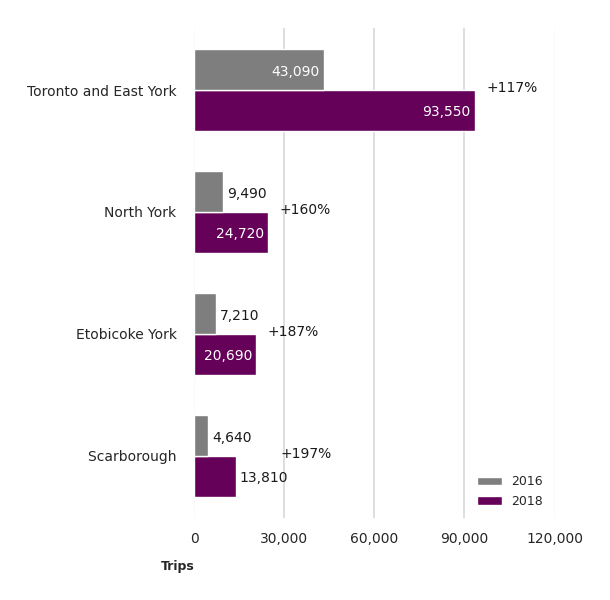 43,090
Toronto and East York
+117%
93,550
9,490
North York
+160%
24,720
7,210
Etobicoke York
+187%
20,690
4,640
Scarborough
+197%
13,810
2016
2018
0 30,000 60,000 90,000 120,000
Trips